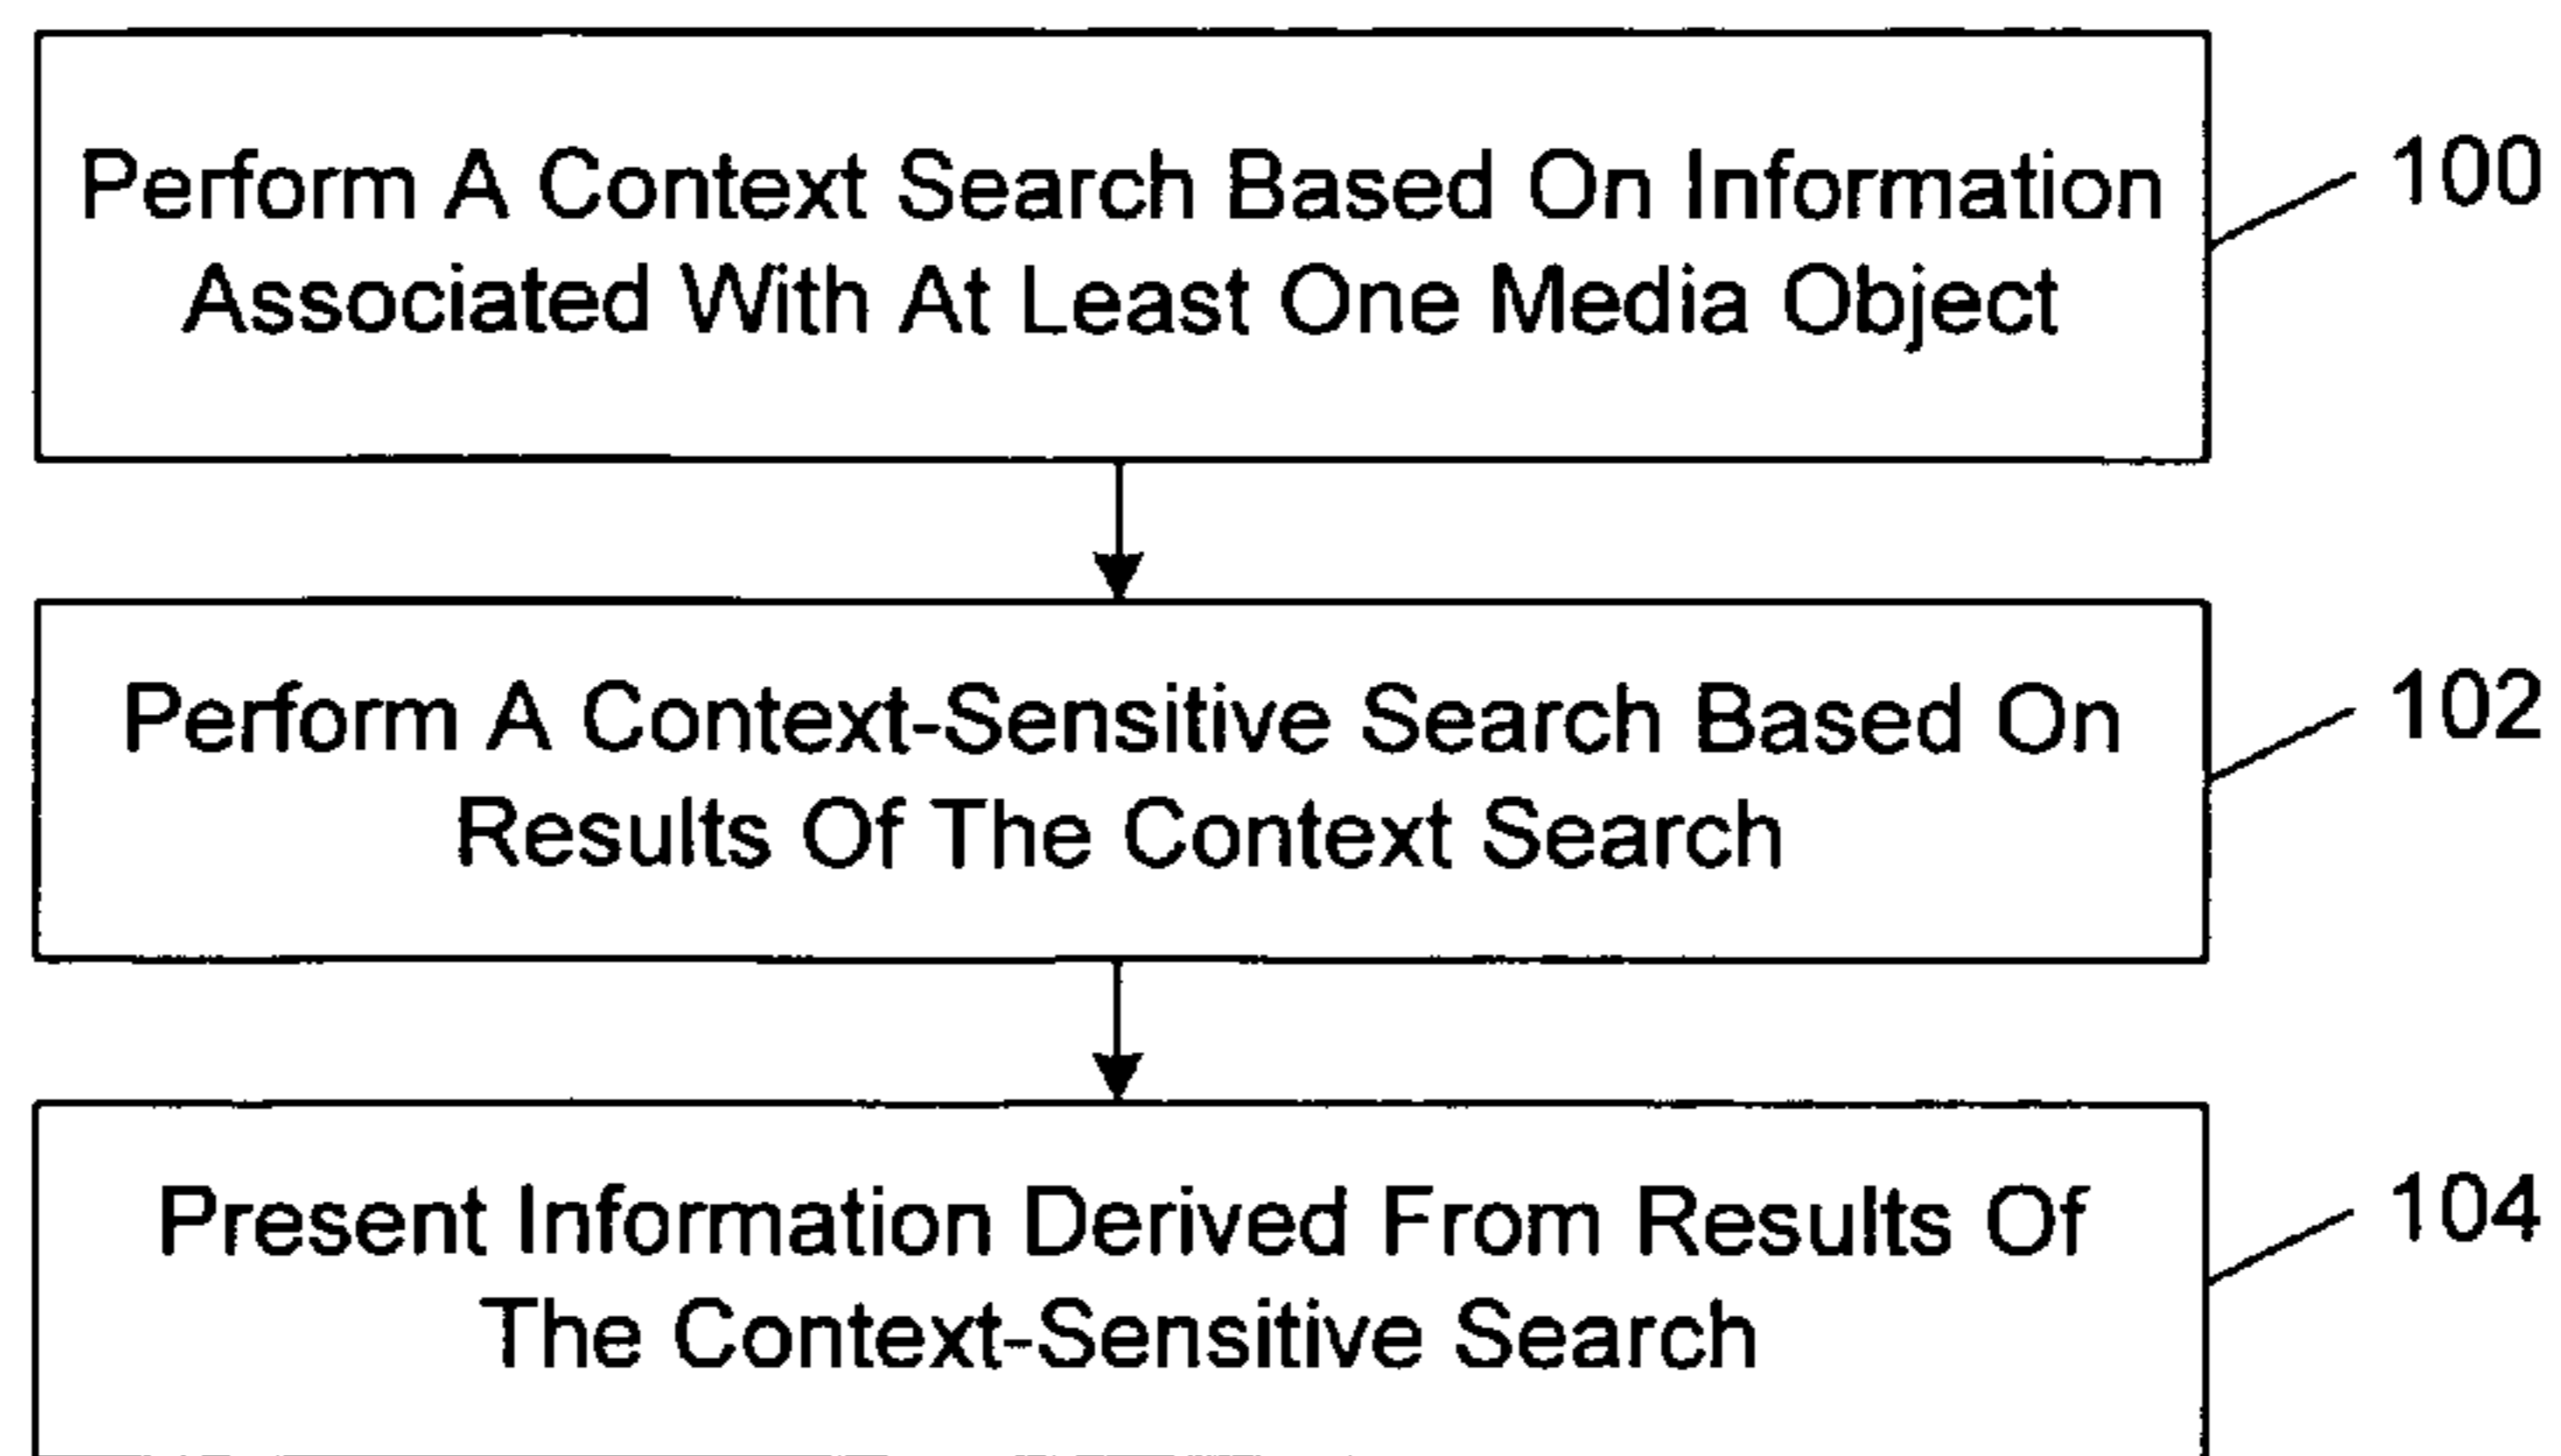 Perform A Context Search Based On Information
Associated With At Least One Media Object
100
Perform A Context-Sensitive Search Based On
Results Of The Context Search
102
Present Information Derived From Results Of
The Context-Sensitive Search
104